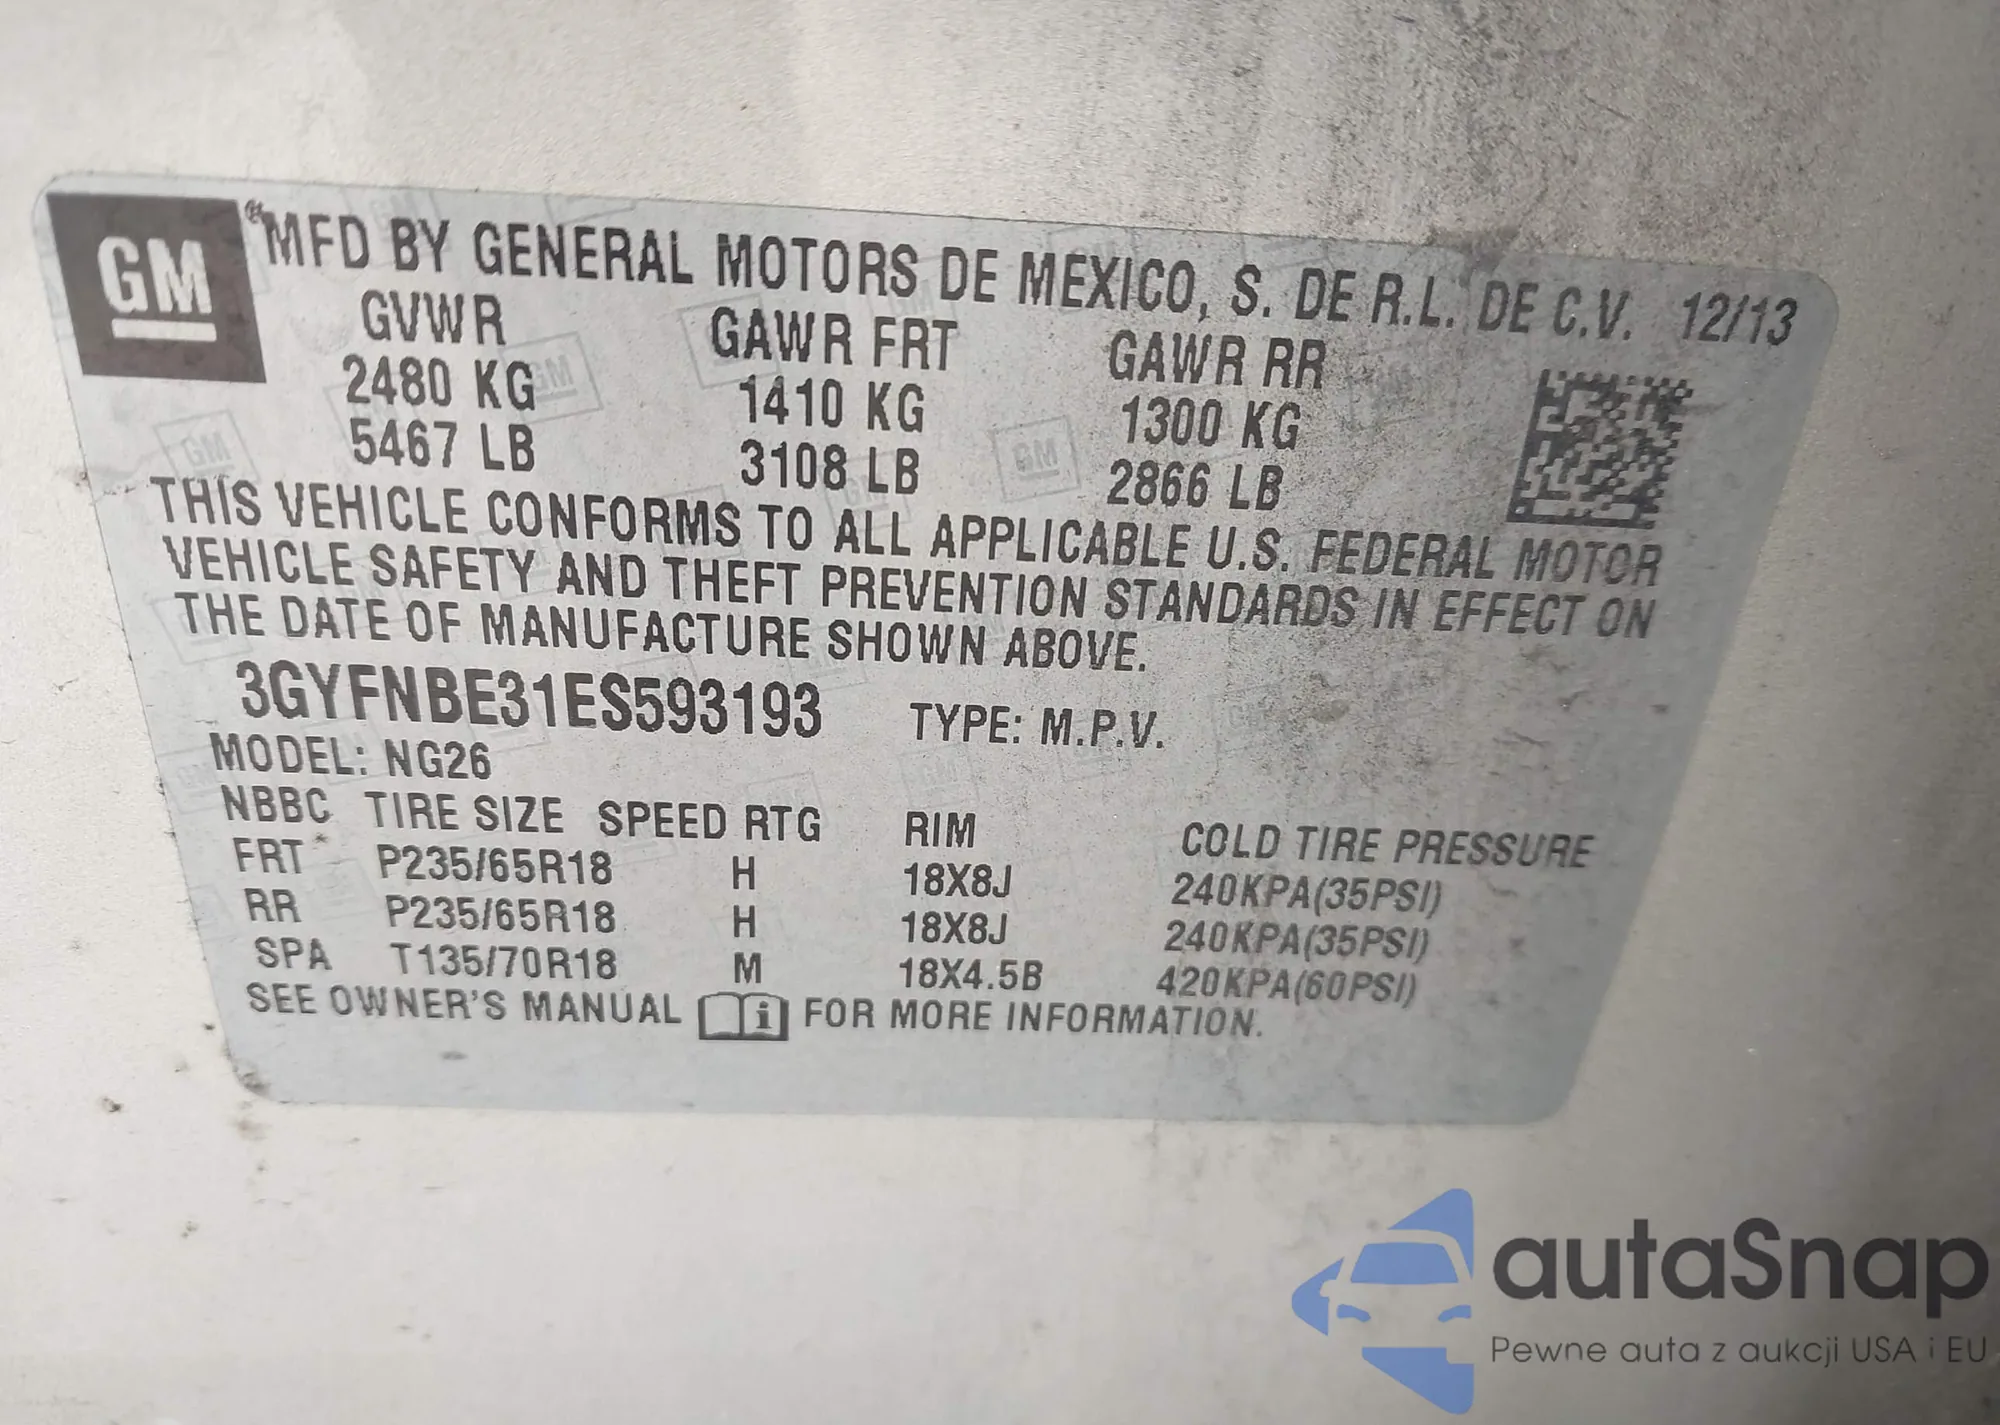 GM
MFD BY GENERAL MOTORS DE MEXICO, S. DE R.L. DE C.V. 12/13
GVWR GAWR FRT GAWR RR
2480 KG 1410 KG 1300 KG
5467 LB 3108 LB 2866 LB
THIS VEHICLE CONFORMS TO ALL APPLICABLE U.S. FEDERAL MOTOR
VEHICLE SAFETY AND THEFT PREVENTION STANDARDS IN EFFECT ON
THE DATE OF MANUFACTURE SHOWN ABOVE.
3GYFNBE31ES593193 TYPE: M.P.V.
MODEL: NG26
NBBC TIRE SIZE SPEED RTG RIM COLD TIRE PRESSURE
FRT P235/65R18 H 18X8J 240KPA(35PSI)
RR P235/65R18 H 18X8J 240KPA(35PSI)
SPA T135/70R18 M 18X4.5B 420KPA(60PSI)
SEE OWNER'S MANUAL i FOR MORE INFORMATION.
autaSnap
Pewne auta z aukcji USA i EU